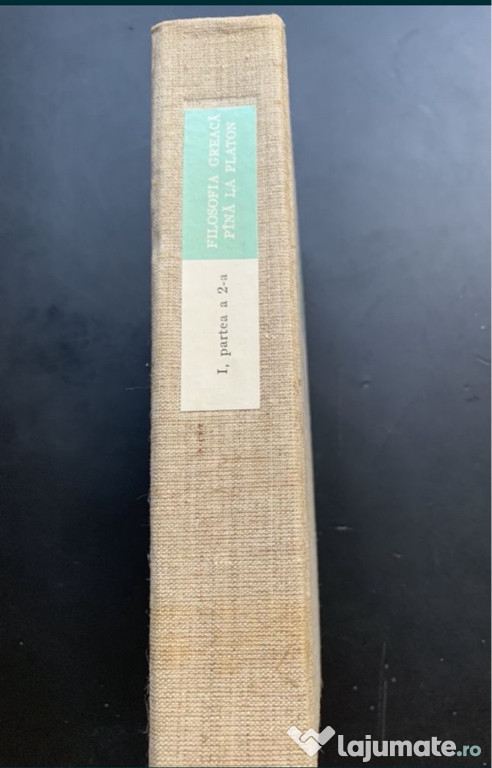 FILOSOFIA GREACĂ
PÎNĂ LA PLATON
I, partea a 2-a
lajumate.ro